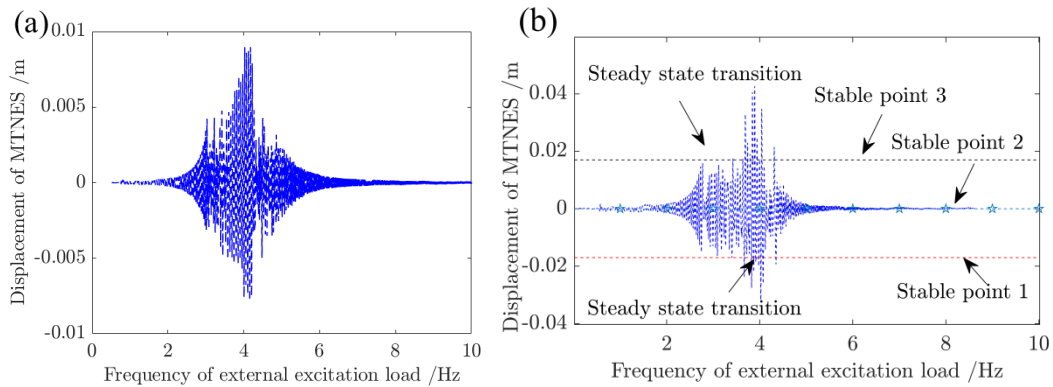 (a)
0.01
0.005
0
-0.005
-0.01
0
2
4
6
8
10
Displacement of MTNES /m
Frequency of external excitation load /Hz
(b)
0.04
0.02
0
-0.02
-0.04
2
4
6
8
10
Displacement of MTNES /m
Frequency of external excitation load /Hz
Steady state transition
Stable point 3
Stable point 2
Stable point 1
Steady state transition